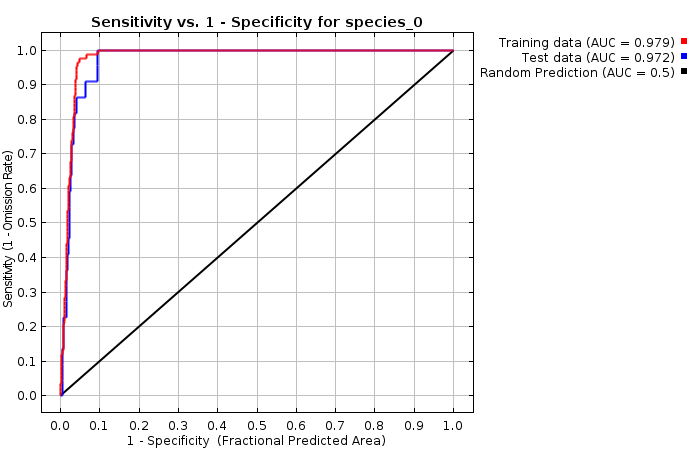 Sensitivity vs. 1 - Specificity for species_0
Training data (AUC = 0.979)
Test data (AUC = 0.972)
Random Prediction (AUC = 0.5)
Sensitivity (1 - Omission Rate)
1.0
0.9
0.8
0.7
0.6
0.5
0.4
0.3
0.2
0.1
0.0
0.0 0.1 0.2 0.3 0.4 0.5 0.6 0.7 0.8 0.9 1.0
1 - Specificity (Fractional Predicted Area)